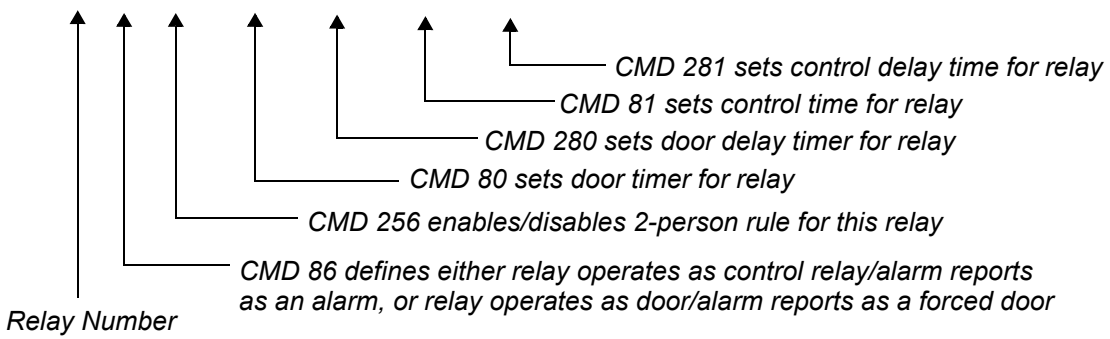 CMD 281 sets control delay time for relay
CMD 81 sets control time for relay
CMD 280 sets door delay timer for relay
CMD 80 sets door timer for relay
CMD 256 enables/disables 2-person rule for this relay
CMD 86 defines either relay operates as control relay/alarm reports
as an alarm, or relay operates as door/alarm reports as a forced door
Relay Number